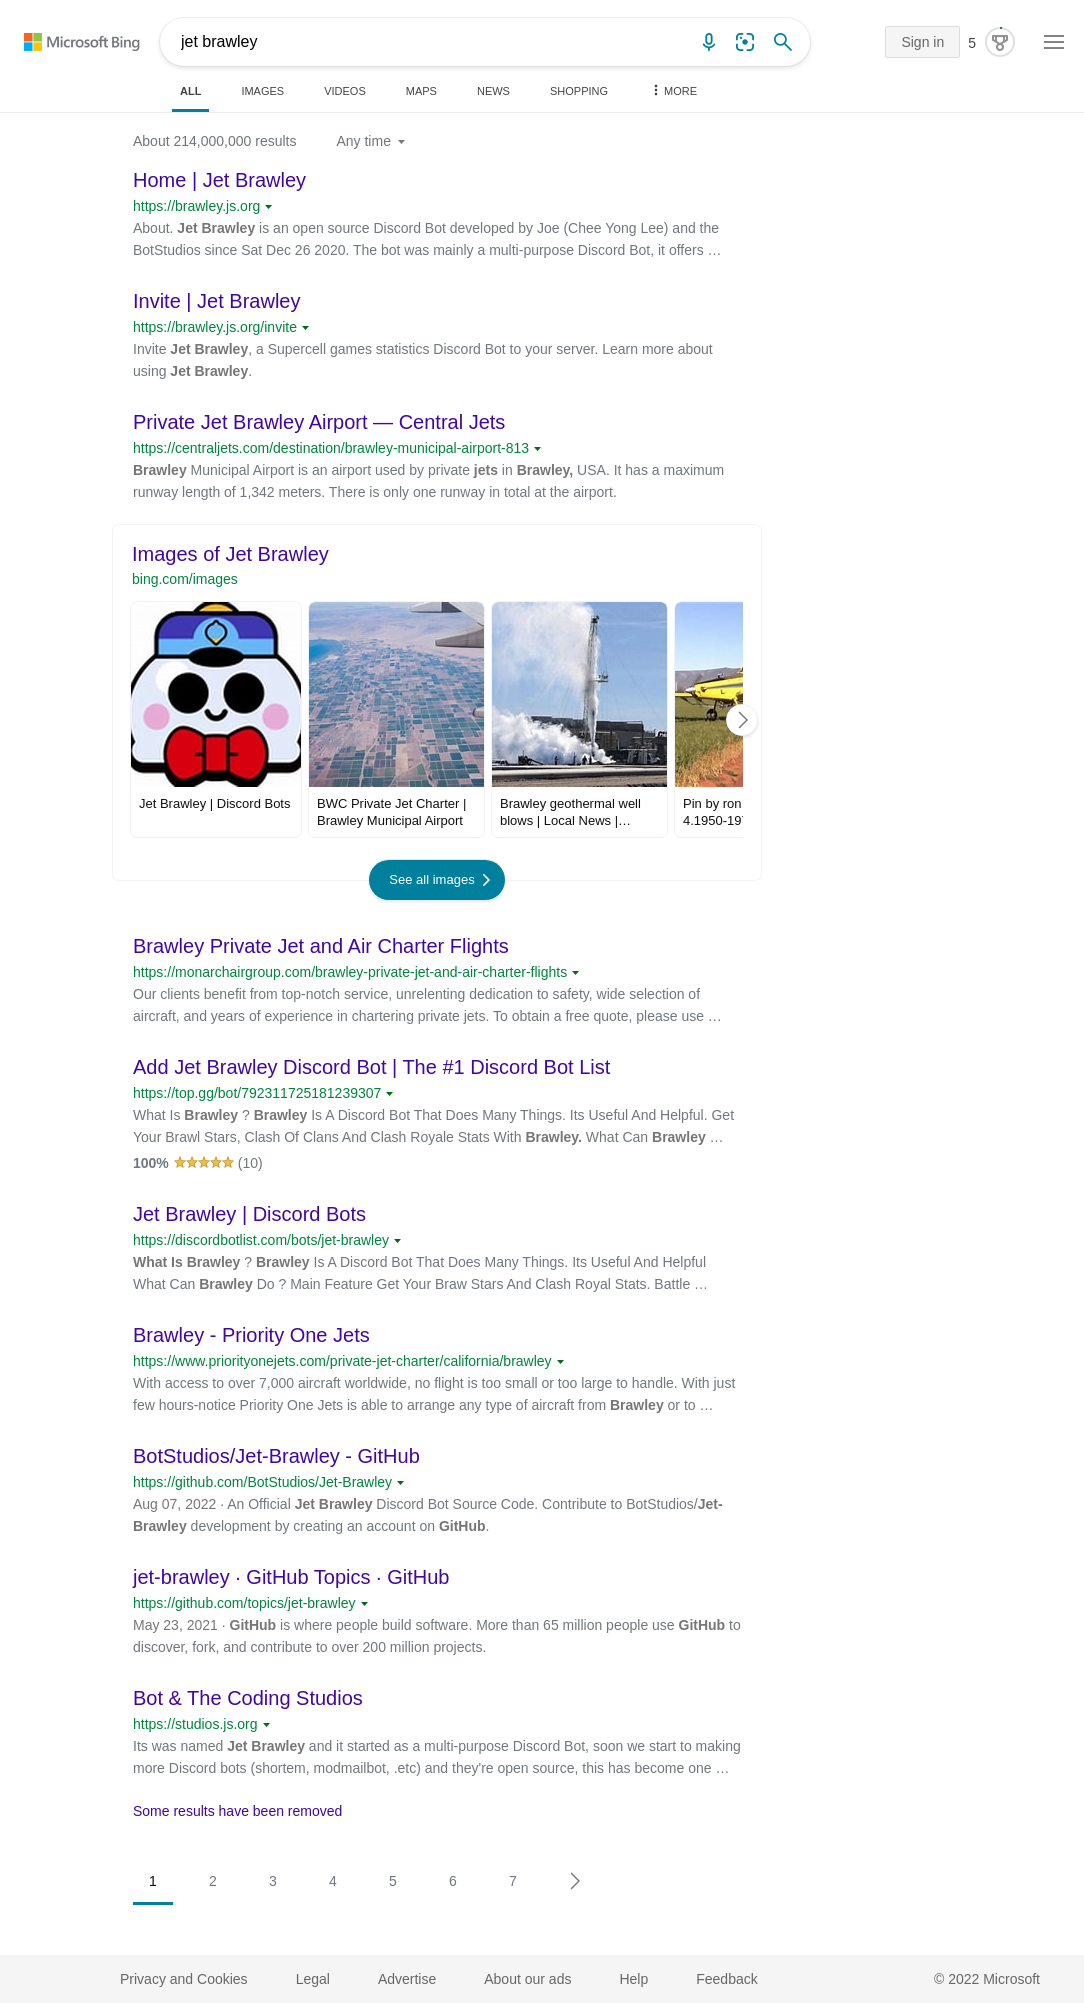 Microsoft Bing
jet brawley
Sign in
5
ALL
IMAGES
VIDEOS
MAPS
NEWS
SHOPPING
MORE
About 214,000,000 results
Any time
Home | Jet Brawley
https://brawley.js.org
About. Jet Brawley is an open source Discord Bot developed by Joe (Chee Yong Lee) and the
BotStudios since Sat Dec 26 2020. The bot was mainly a multi-purpose Discord Bot, it offers …
Invite | Jet Brawley
https://brawley.js.org/invite
Invite Jet Brawley, a Supercell games statistics Discord Bot to your server. Learn more about
using Jet Brawley.
Private Jet Brawley Airport — Central Jets
https://centraljets.com/destination/brawley-municipal-airport-813
Brawley Municipal Airport is an airport used by private jets in Brawley, USA. It has a maximum
runway length of 1,342 meters. There is only one runway in total at the airport.
Images of Jet Brawley
bing.com/images
Jet Brawley | Discord Bots
BWC Private Jet Charter |
Brawley Municipal Airport
Brawley geothermal well
blows | Local News |…
Pin by ron
4.1950-197
See all images
Brawley Private Jet and Air Charter Flights
https://monarchairgroup.com/brawley-private-jet-and-air-charter-flights
Our clients benefit from top-notch service, unrelenting dedication to safety, wide selection of
aircraft, and years of experience in chartering private jets. To obtain a free quote, please use …
Add Jet Brawley Discord Bot | The #1 Discord Bot List
https://top.gg/bot/792311725181239307
What Is Brawley ? Brawley Is A Discord Bot That Does Many Things. Its Useful And Helpful. Get
Your Brawl Stars, Clash Of Clans And Clash Royale Stats With Brawley. What Can Brawley …
100% (10)
Jet Brawley | Discord Bots
https://discordbotlist.com/bots/jet-brawley
What Is Brawley ? Brawley Is A Discord Bot That Does Many Things. Its Useful And Helpful
What Can Brawley Do ? Main Feature Get Your Braw Stars And Clash Royal Stats. Battle …
Brawley - Priority One Jets
https://www.priorityonejets.com/private-jet-charter/california/brawley
With access to over 7,000 aircraft worldwide, no flight is too small or too large to handle. With just
few hours-notice Priority One Jets is able to arrange any type of aircraft from Brawley or to …
BotStudios/Jet-Brawley - GitHub
https://github.com/BotStudios/Jet-Brawley
Aug 07, 2022 · An Official Jet Brawley Discord Bot Source Code. Contribute to BotStudios/Jet-
Brawley development by creating an account on GitHub.
jet-brawley · GitHub Topics · GitHub
https://github.com/topics/jet-brawley
May 23, 2021 · GitHub is where people build software. More than 65 million people use GitHub to
discover, fork, and contribute to over 200 million projects.
Bot & The Coding Studios
https://studios.js.org
Its was named Jet Brawley and it started as a multi-purpose Discord Bot, soon we start to making
more Discord bots (shortem, modmailbot, .etc) and they're open source, this has become one …
Some results have been removed
1 2 3 4 5 6 7
Privacy and Cookies
Legal
Advertise
About our ads
Help
Feedback
© 2022 Microsoft